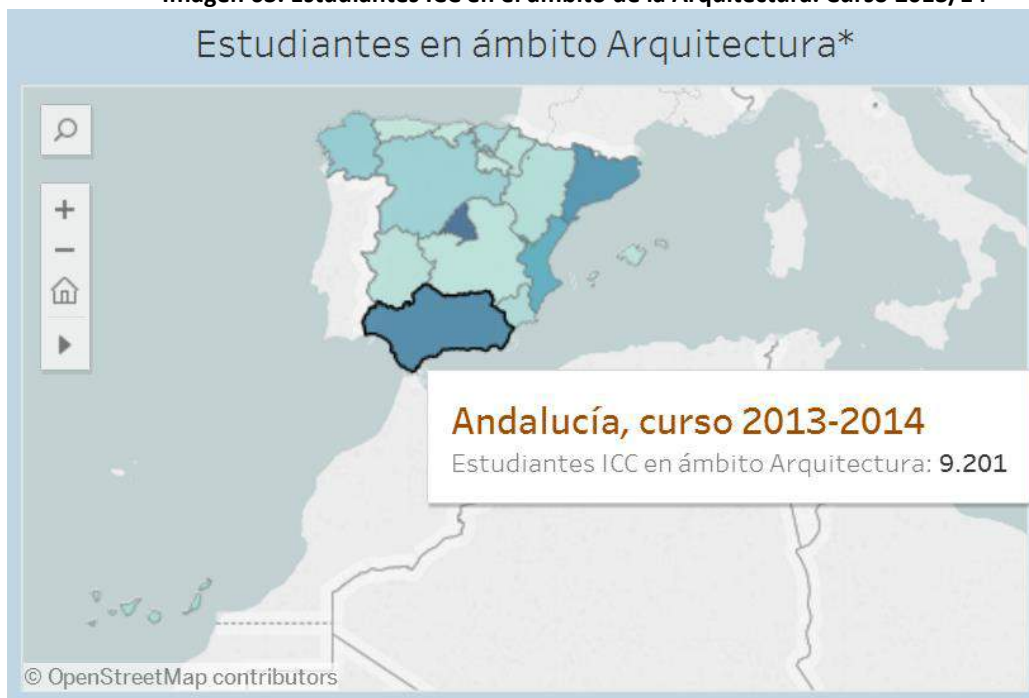 Estudiantes en ámbito Arquitectura*
Andalucía, curso 2013-2014
Estudiantes ICC en ámbito Arquitectura: 9.201
© OpenStreetMap contributors